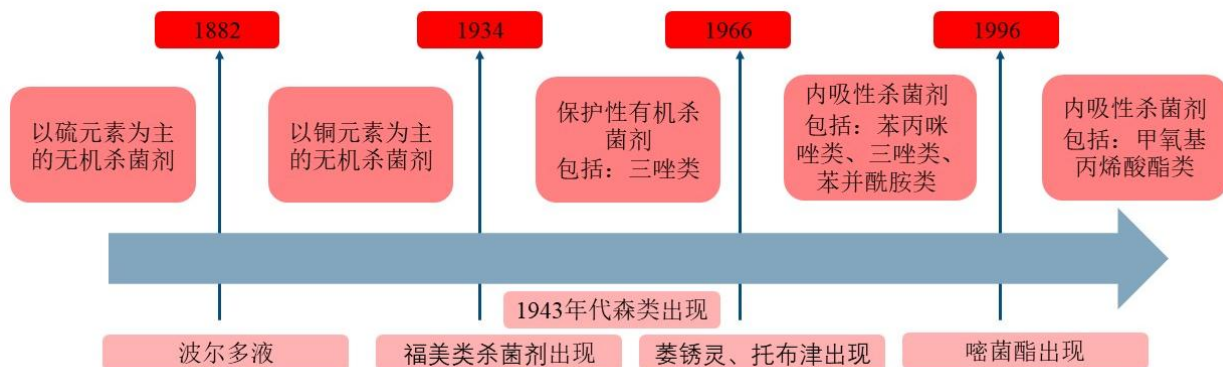 1882
1934
1966
1996
以硫元素为主
的无机杀菌剂
以铜元素为主
的无机杀菌剂
保护性有机杀
菌剂
包括：三唑类
内吸性杀菌剂
包括：苯丙咪
唑类、三唑类、
苯并酰胺类
内吸性杀菌剂
包括：甲氧基
丙烯酸酯类
1943年代森类出现
波尔多液
福美类杀菌剂出现
萎锈灵、托布津出现
嘧菌酯出现